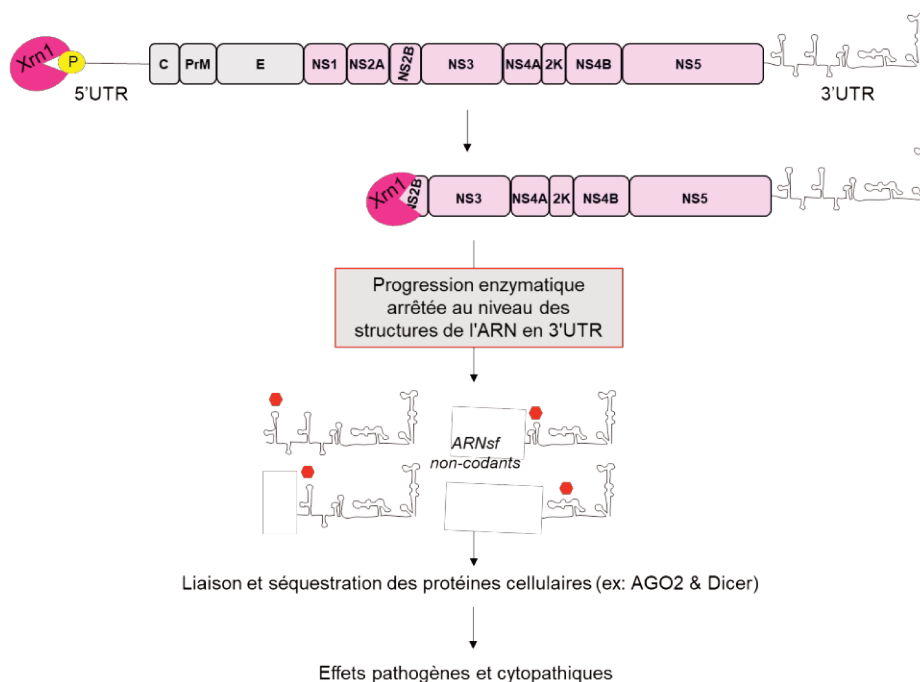 Xrn1
P
C PrM E NS1 NS2A NS2B NS3 NS4A 2K NS4B NS5
5'UTR
3'UTR
Xrn1
NS2B NS3 NS4A 2K NS4B NS5
Progression enzymatique
arrêtée au niveau des
structures de l'ARN en 3'UTR
ARNsf
non-codants
Liaison et séquestration des protéines cellulaires (ex: AGO2 & Dicer)
Effets pathogènes et cytopathiques